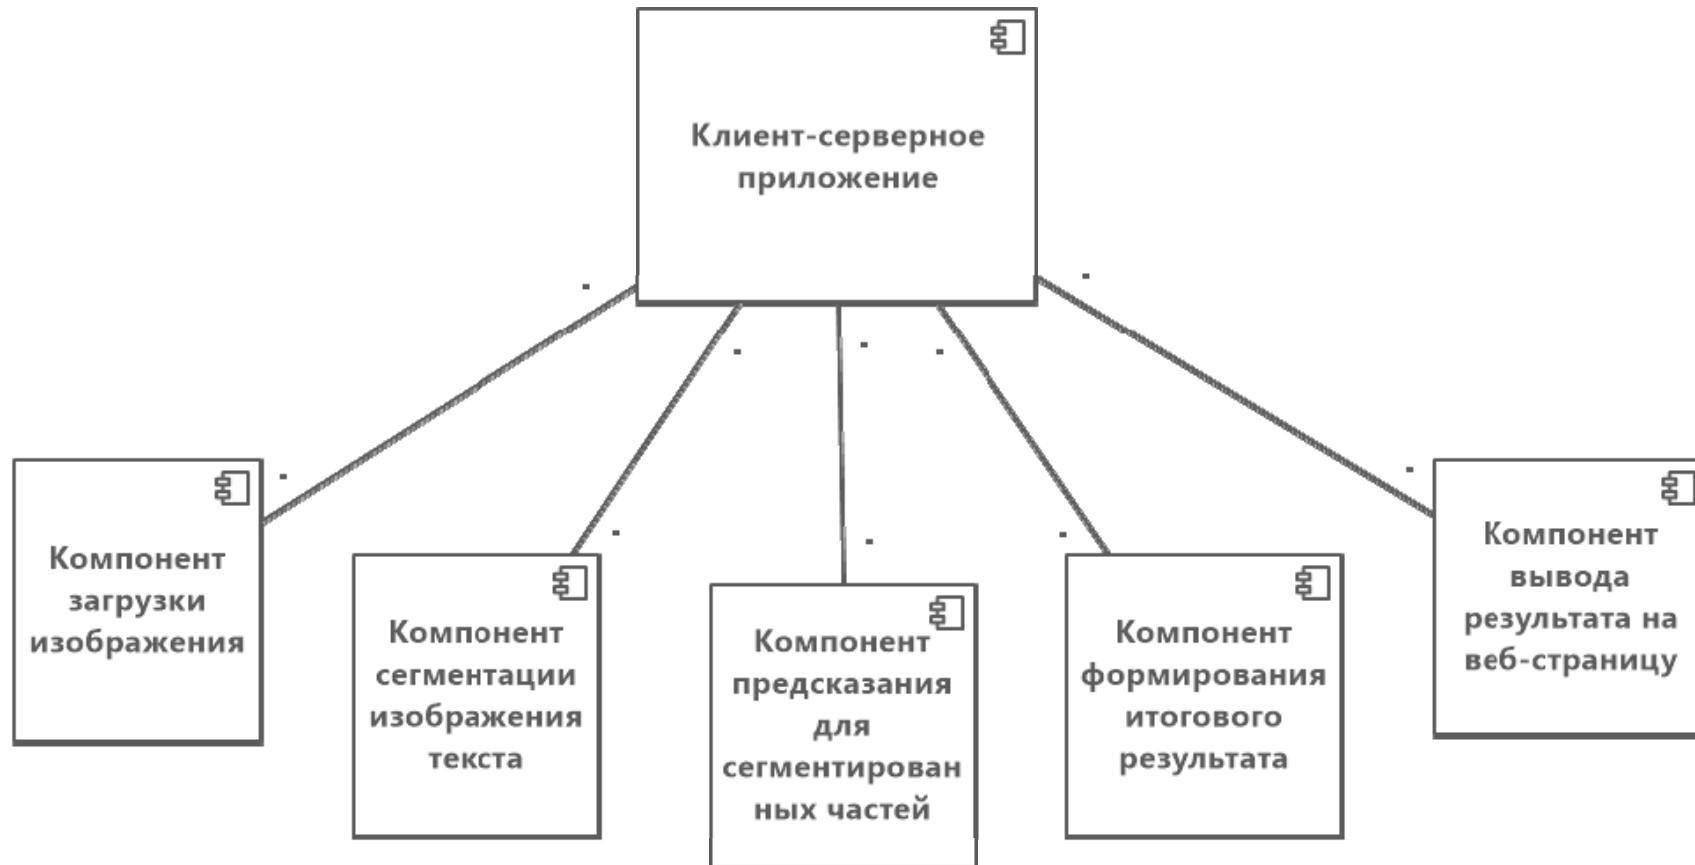 Клиент-серверное
приложение
Компонент
загрузки
изображения
Компонент
сегментации
изображения
текста
Компонент
предсказания
для
сегментирован
ных частей
Компонент
формирования
итогового
результата
Компонент
вывода
результата на
веб-страницу